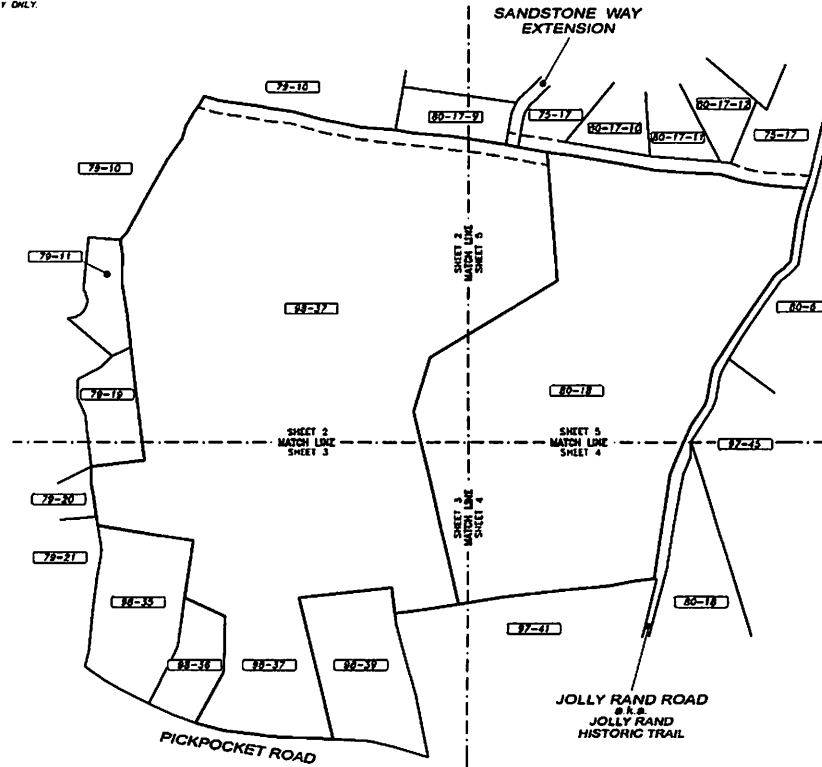 Y ONLY.
SANDSTONE WAY
EXTENSION
79-10
80-17-9
75-17
80-17-10
80-17-11
80-17-12
75-17
79-10
79-11
SHEET 2
MATCH LINE
SHEET 5
98-37
80-6
80-18
79-19
SHEET 2
MATCH LINE
SHEET 3
SHEET 5
MATCH LINE
SHEET 4
97-45
79-20
SHEET 3
MATCH LINE
SHEET 4
79-21
98-35
80-18
97-41
98-36
98-37
98-39
JOLLY RAND ROAD
a.k.a.
JOLLY RAND
HISTORIC TRAIL
PICKPOCKET ROAD